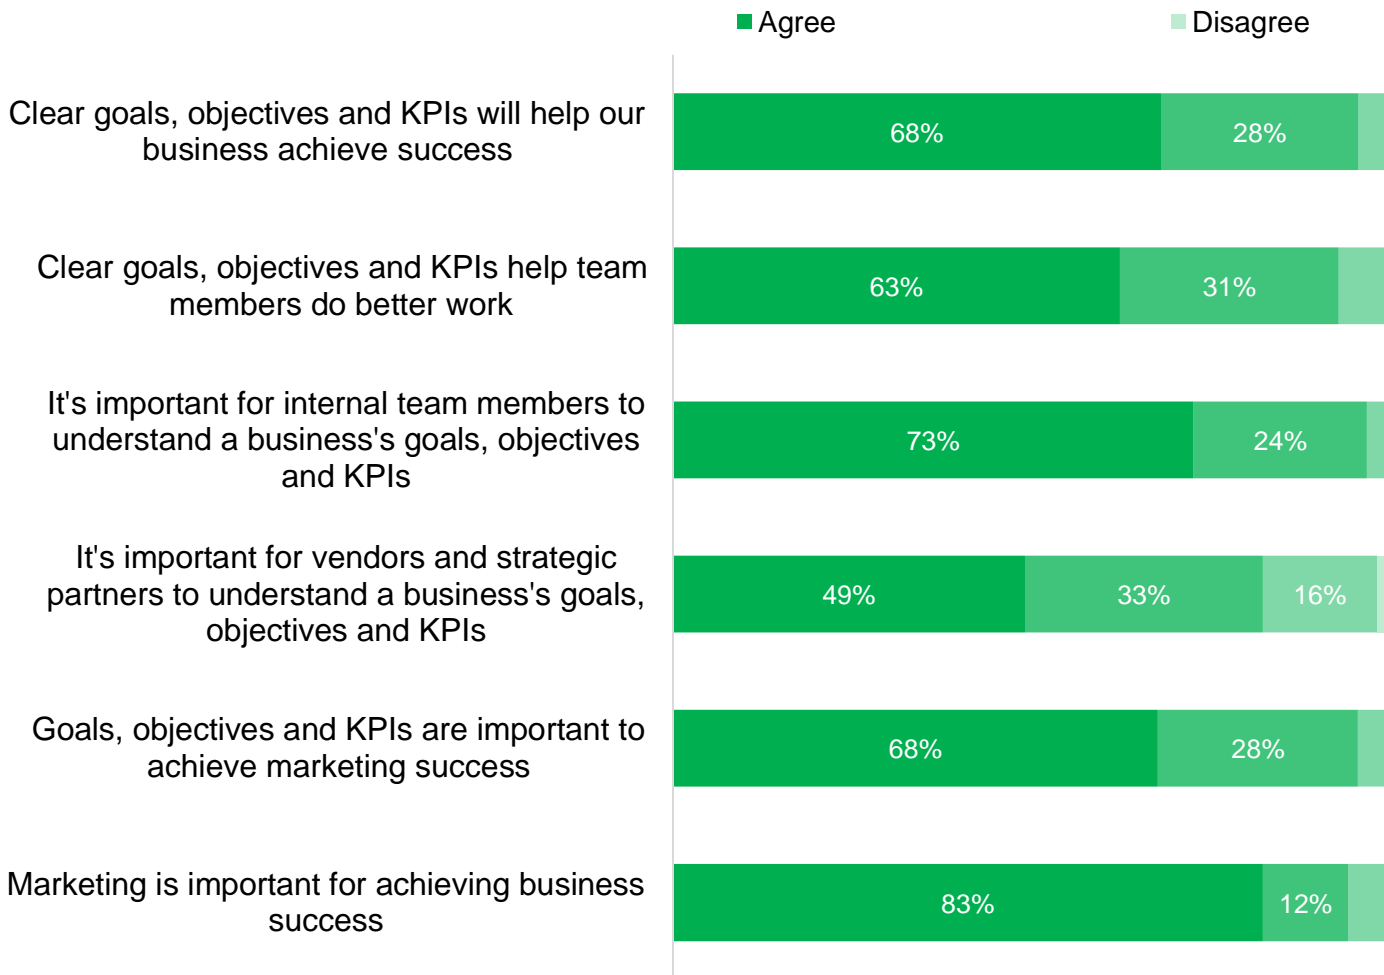 Agree
Disagree
Clear goals, objectives and KPIs will help our
business achieve success
68%
28%
Clear goals, objectives and KPIs help team
members do better work
63%
31%
It's important for internal team members to
understand a business's goals, objectives
and KPIs
73%
24%
It's important for vendors and strategic
partners to understand a business's goals,
objectives and KPIs
49%
33%
16%
Goals, objectives and KPIs are important to
achieve marketing success
68%
28%
Marketing is important for achieving business
success
83%
12%